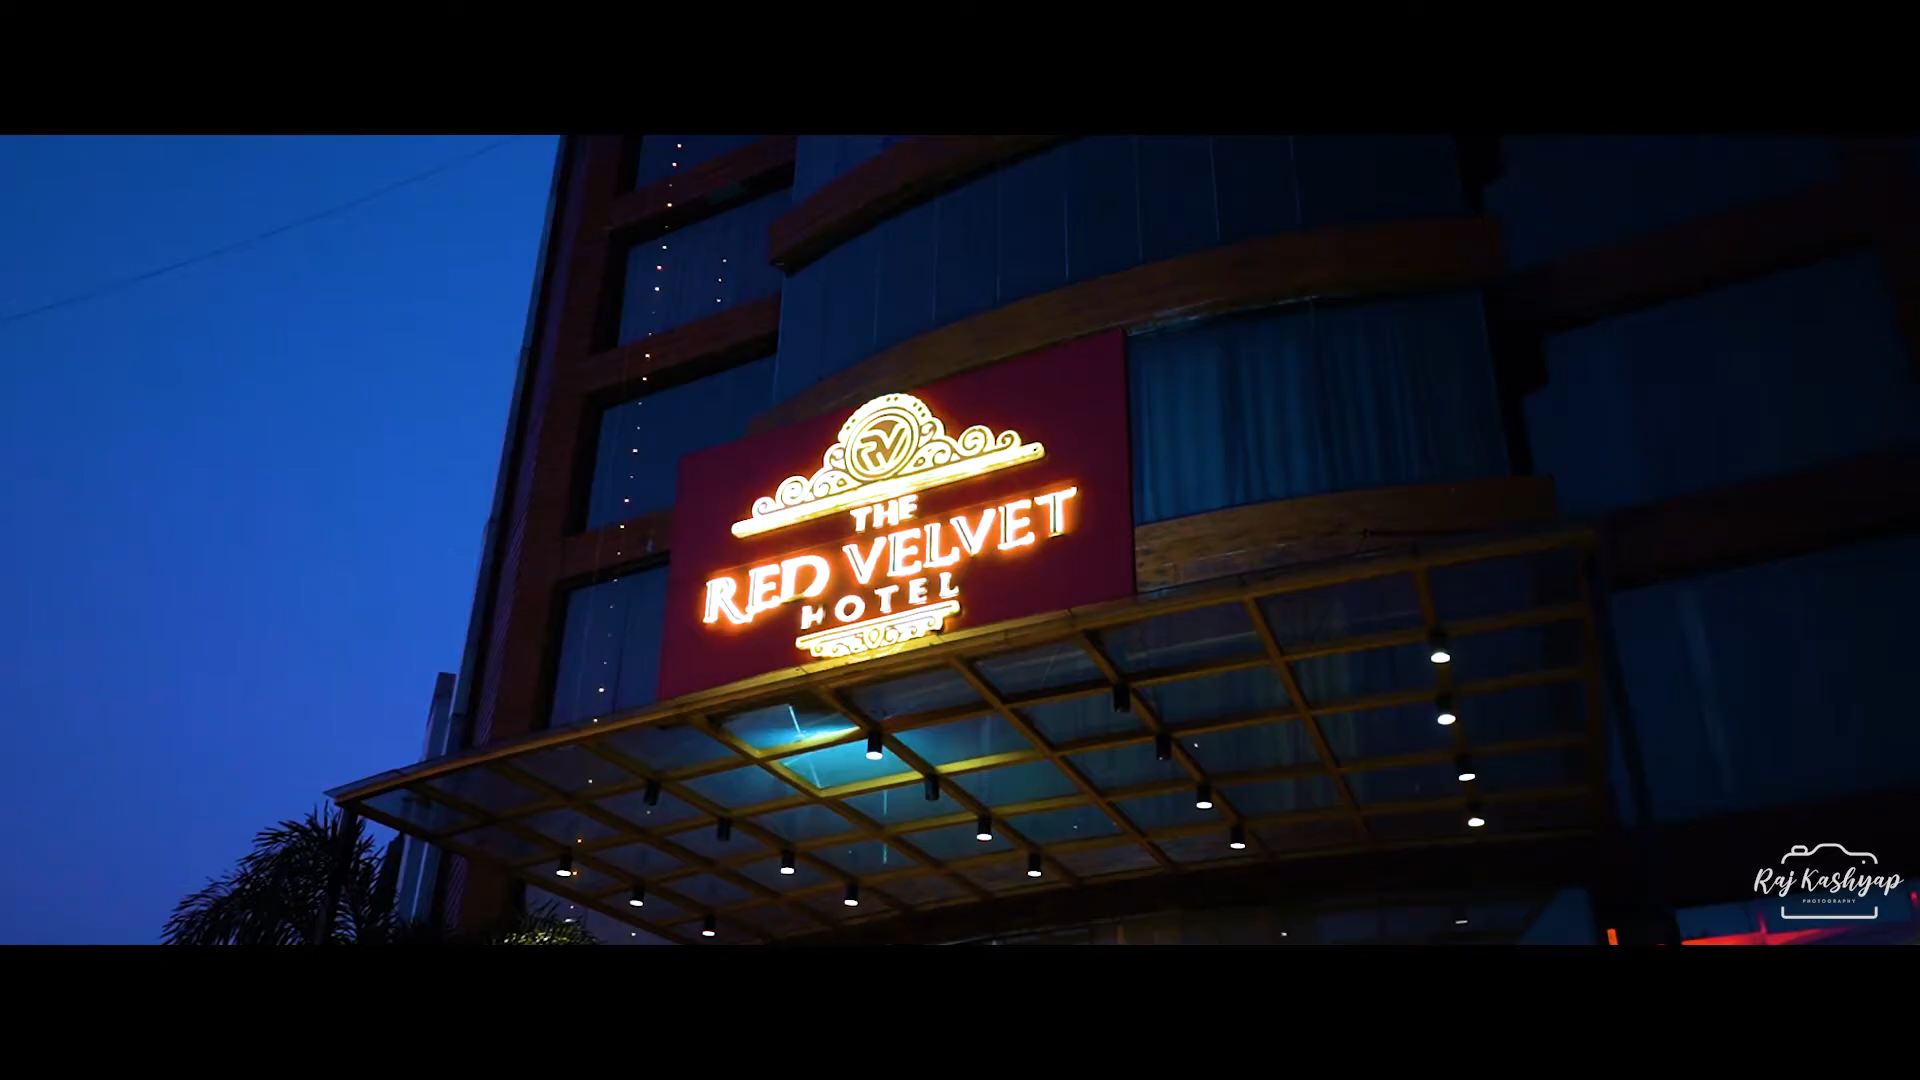 RV
THE
RED VELVET
HOTEL
Raj Kashyap
PHOTOGRAPHY